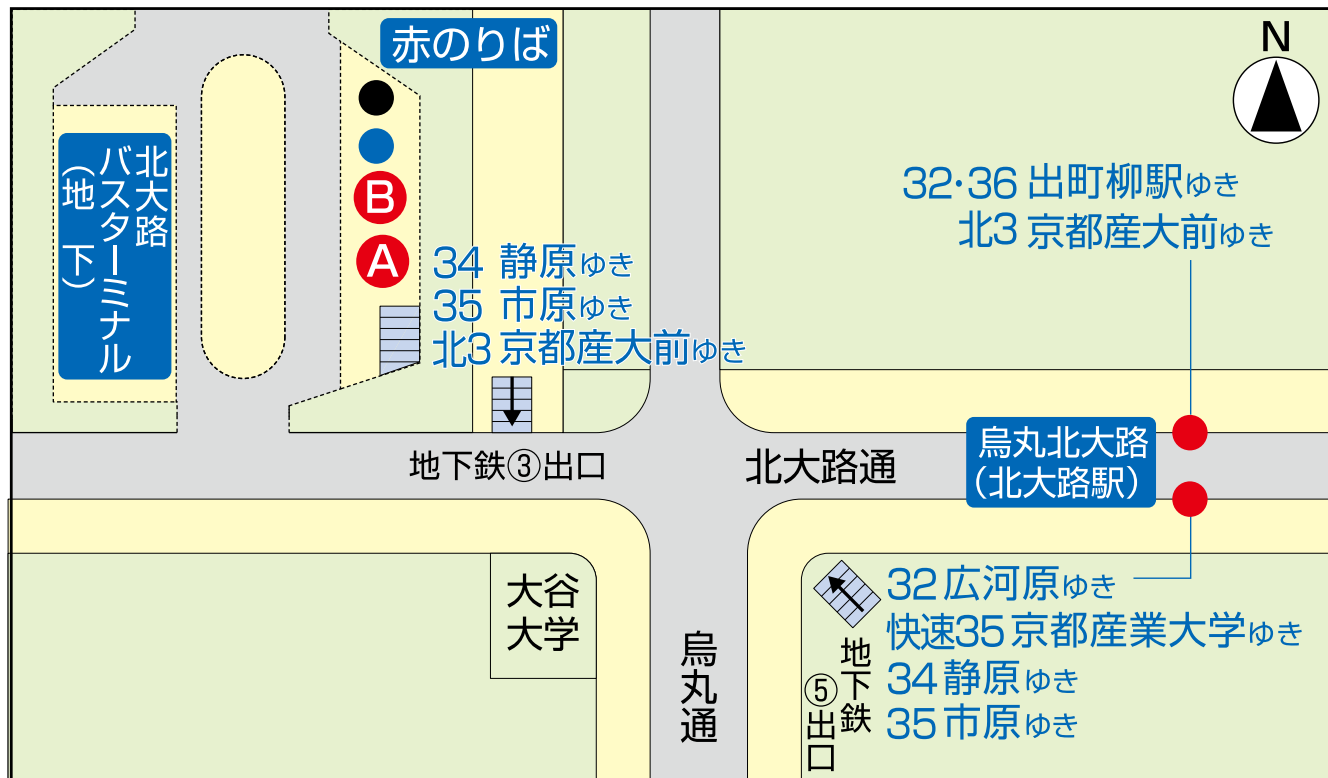 赤のりば
N
北大路
バスターミナル
（地　下）
B
A
34 静原ゆき
35 市原ゆき
北3 京都産大前ゆき
32・36 出町柳駅ゆき
北3 京都産大前ゆき
地下鉄③出口
北大路通
烏丸北大路
（北大路駅）
大谷
大学
烏丸通
地下鉄
⑤出口
32 広河原ゆき
快速35 京都産業大学ゆき
34 静原ゆき
35 市原ゆき